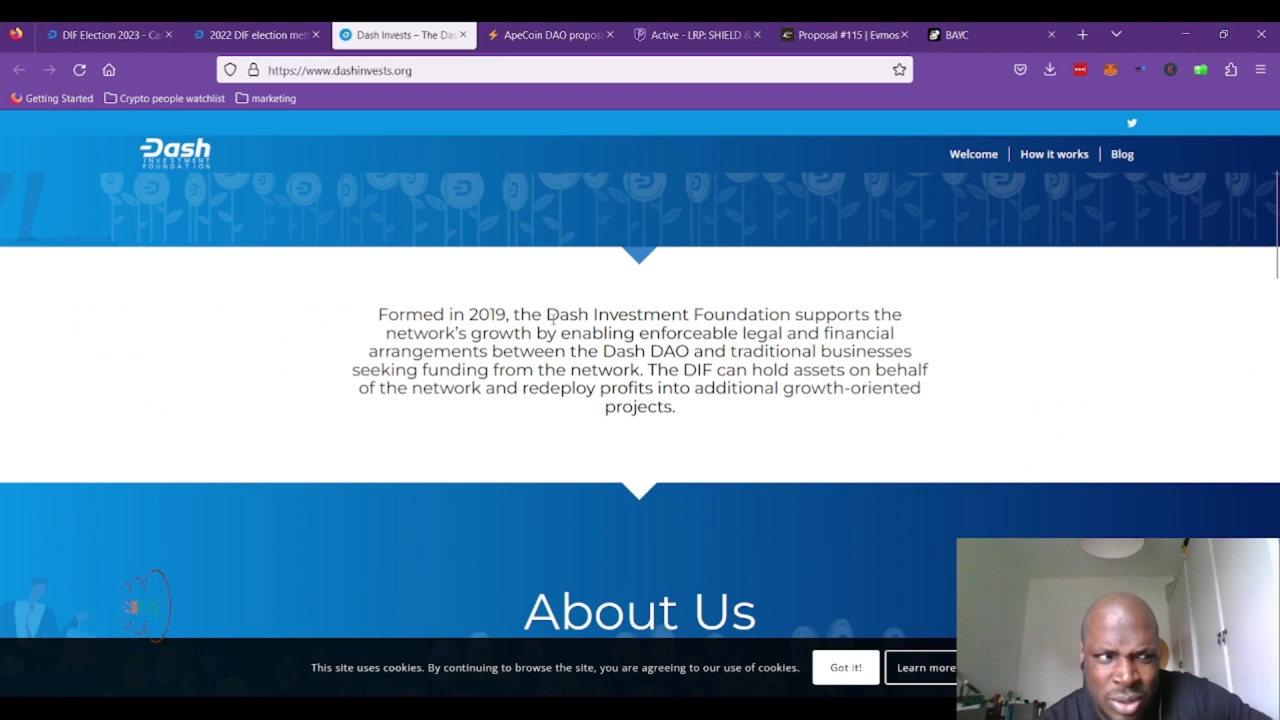 DIF Election 2023 - Ca
2022 DIF election met
Dash Invests – The Das
ApeCoin DAO propos
Active - LRP: SHIELD &
Proposal #115 | Evmos
BAYC
https://www.dashinvests.org
Getting Started
Crypto people watchlist
marketing
Dash
INVESTMENT
FOUNDATION
Welcome
How it works
Blog
Formed in 2019, the Dash Investment Foundation supports the
network's growth by enabling enforceable legal and financial
arrangements between the Dash DAO and traditional businesses
seeking funding from the network. The DIF can hold assets on behalf
of the network and redeploy profits into additional growth-oriented
projects.
About Us
This site uses cookies. By continuing to browse the site, you are agreeing to our use of cookies.
Got it!
Learn more